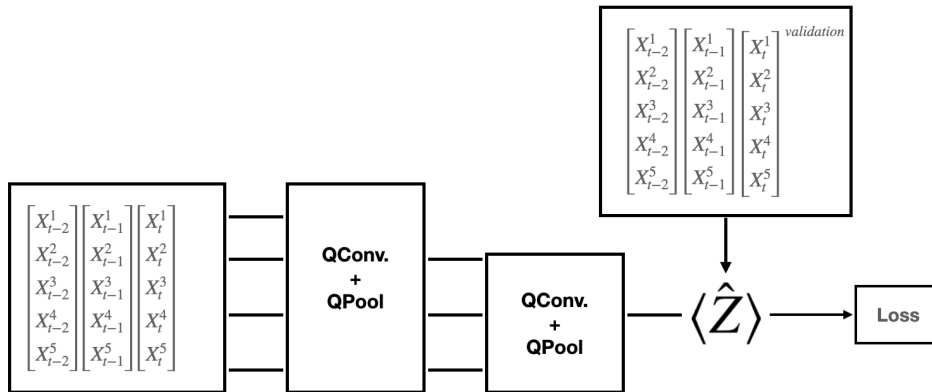 X^1_{t-2} X^1_{t-1} X^1_t validation
X^2_{t-2} X^2_{t-1} X^2_t
X^3_{t-2} X^3_{t-1} X^3_t
X^4_{t-2} X^4_{t-1} X^4_t
X^5_{t-2} X^5_{t-1} X^5_t
X^1_{t-2} X^1_{t-1} X^1_t
X^2_{t-2} X^2_{t-1} X^2_t
X^3_{t-2} X^3_{t-1} X^3_t
X^4_{t-2} X^4_{t-1} X^4_t
X^5_{t-2} X^5_{t-1} X^5_t
QConv.
+
QPool
QConv.
+
QPool
⟨Ẑ⟩
Loss